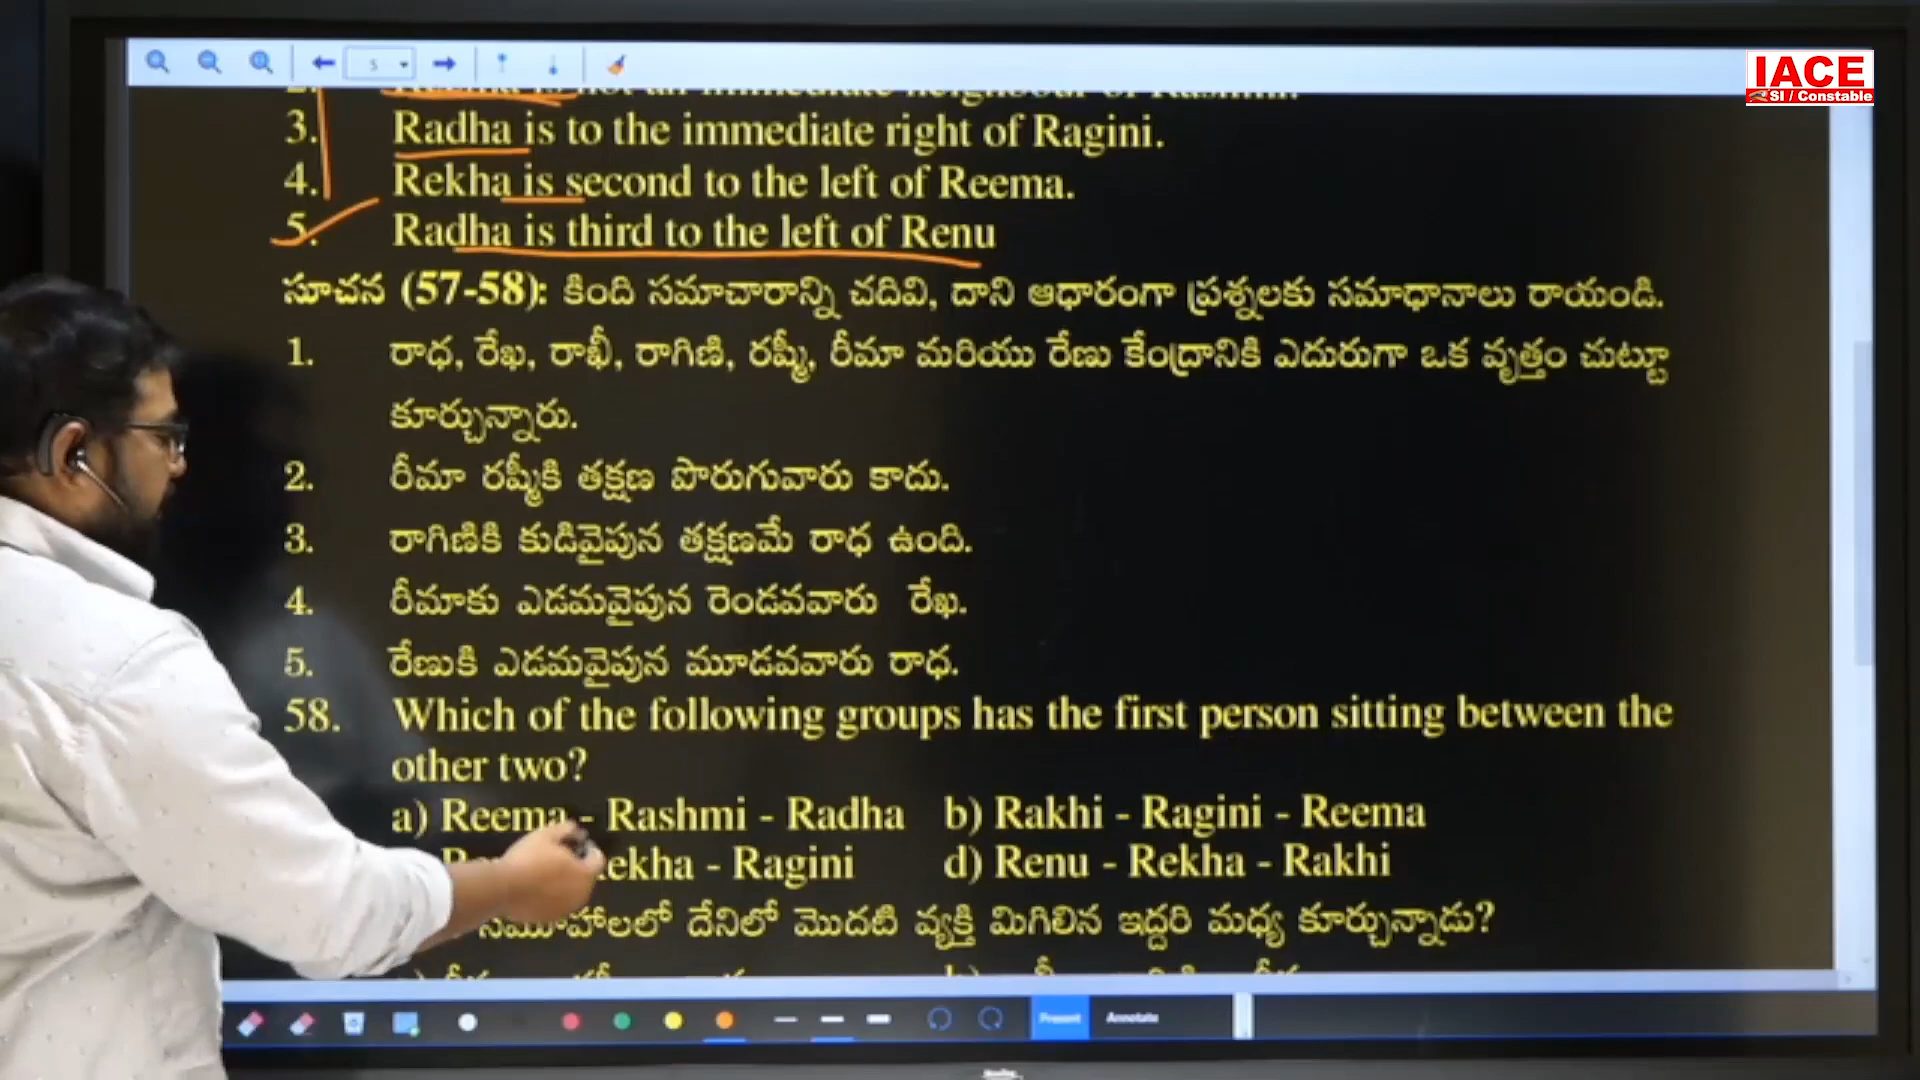 IACE
SI / Constable
5
3. Radha is to the immediate right of Ragini.
4. Rekha is second to the left of Reema.
5. Radha is third to the left of Renu
సూచన (57-58): కింది సమాచారాన్ని చదివి, దాని ఆధారంగా ప్రశ్నలకు సమాధానాలు రాయండి.
1. రాధ, రేఖ, రాఖీ, రాగిణి, రష్మీ, రీమా మరియు రేణు కేంద్రానికి ఎదురుగా ఒక వృత్తం చుట్టూ
కూర్చున్నారు.
2. రీమా రష్మీకి తక్షణ పొరుగువారు కాదు.
3. రాగిణికి కుడివైపున తక్షణమే రాధ ఉంది.
4. రీమాకు ఎడమవైపున రెండవవారు రేఖ.
5. రేణుకి ఎడమవైపున మూడవవారు రాధ.
58. Which of the following groups has the first person sitting between the
other two?
a) Reema - Rashmi - Radha b) Rakhi - Ragini - Reema
- Ragini d) Renu - Rekha - Rakhi
దేనిలో మొదటి వ్యక్తి మిగిలిన ఇద్దరి మధ్య కూర్చున్నాడు?
Present Annotate